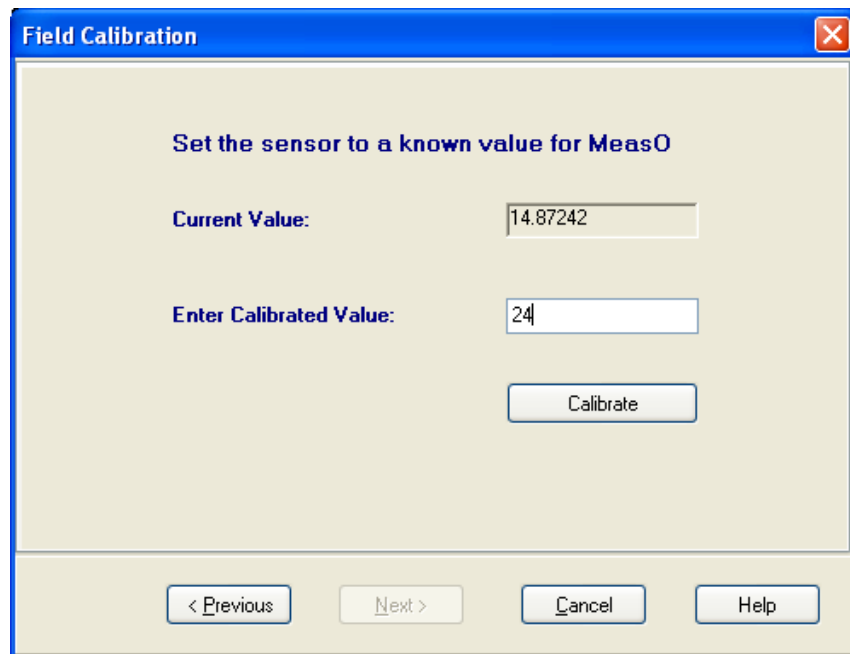 Field Calibration
Set the sensor to a known value for MeasO
Current Value:
14.87242
Enter Calibrated Value:
24
Calibrate
< Previous
Next >
Cancel
Help